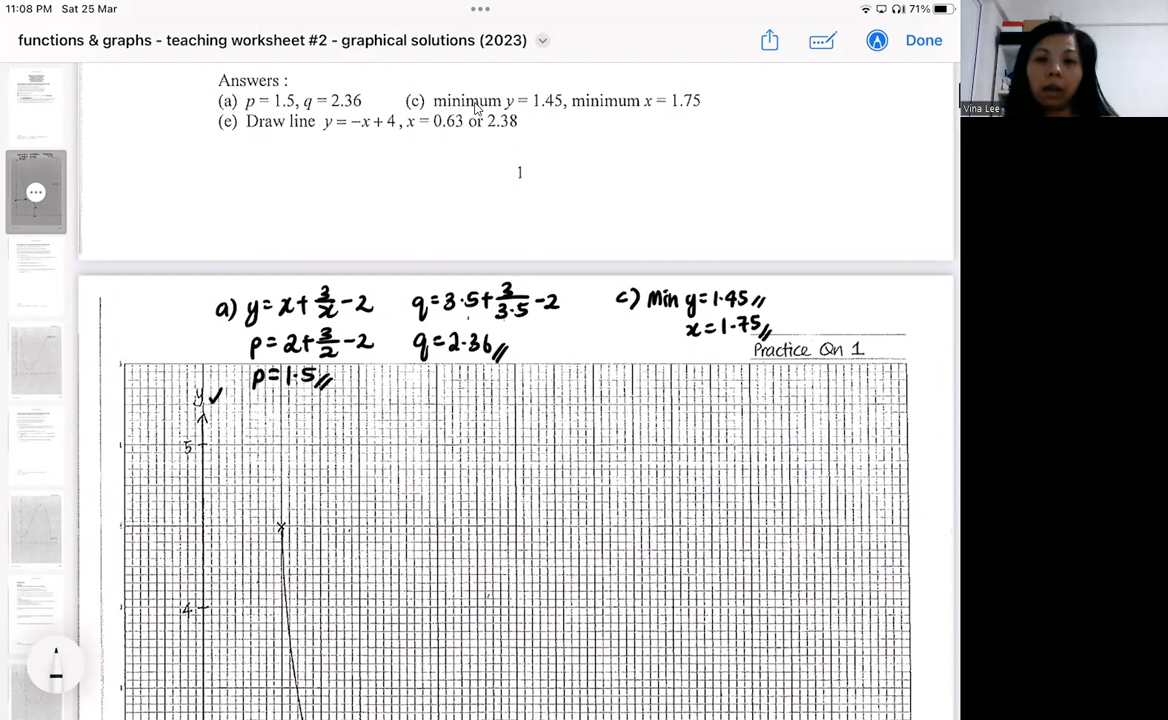 11:08 PM Sat 25 Mar
71%
functions & graphs - teaching worksheet #2 - graphical solutions (2023)
Done
Answers :
(a) p = 1.5, q = 2.36 (c) minimum y = 1.45, minimum x = 1.75
(e) Draw line y = −x + 4 , x = 0.63 or 2.38
1
Vina Lee
a) y = x + 3/x − 2 q = 3.5 + 3/3.5 − 2 c) Min y = 1.45 //
p = 2 + 3/2 − 2 q = 2.36 // x = 1.75 //
p = 1.5 //
Practice Qn 1
y ✓
5
4